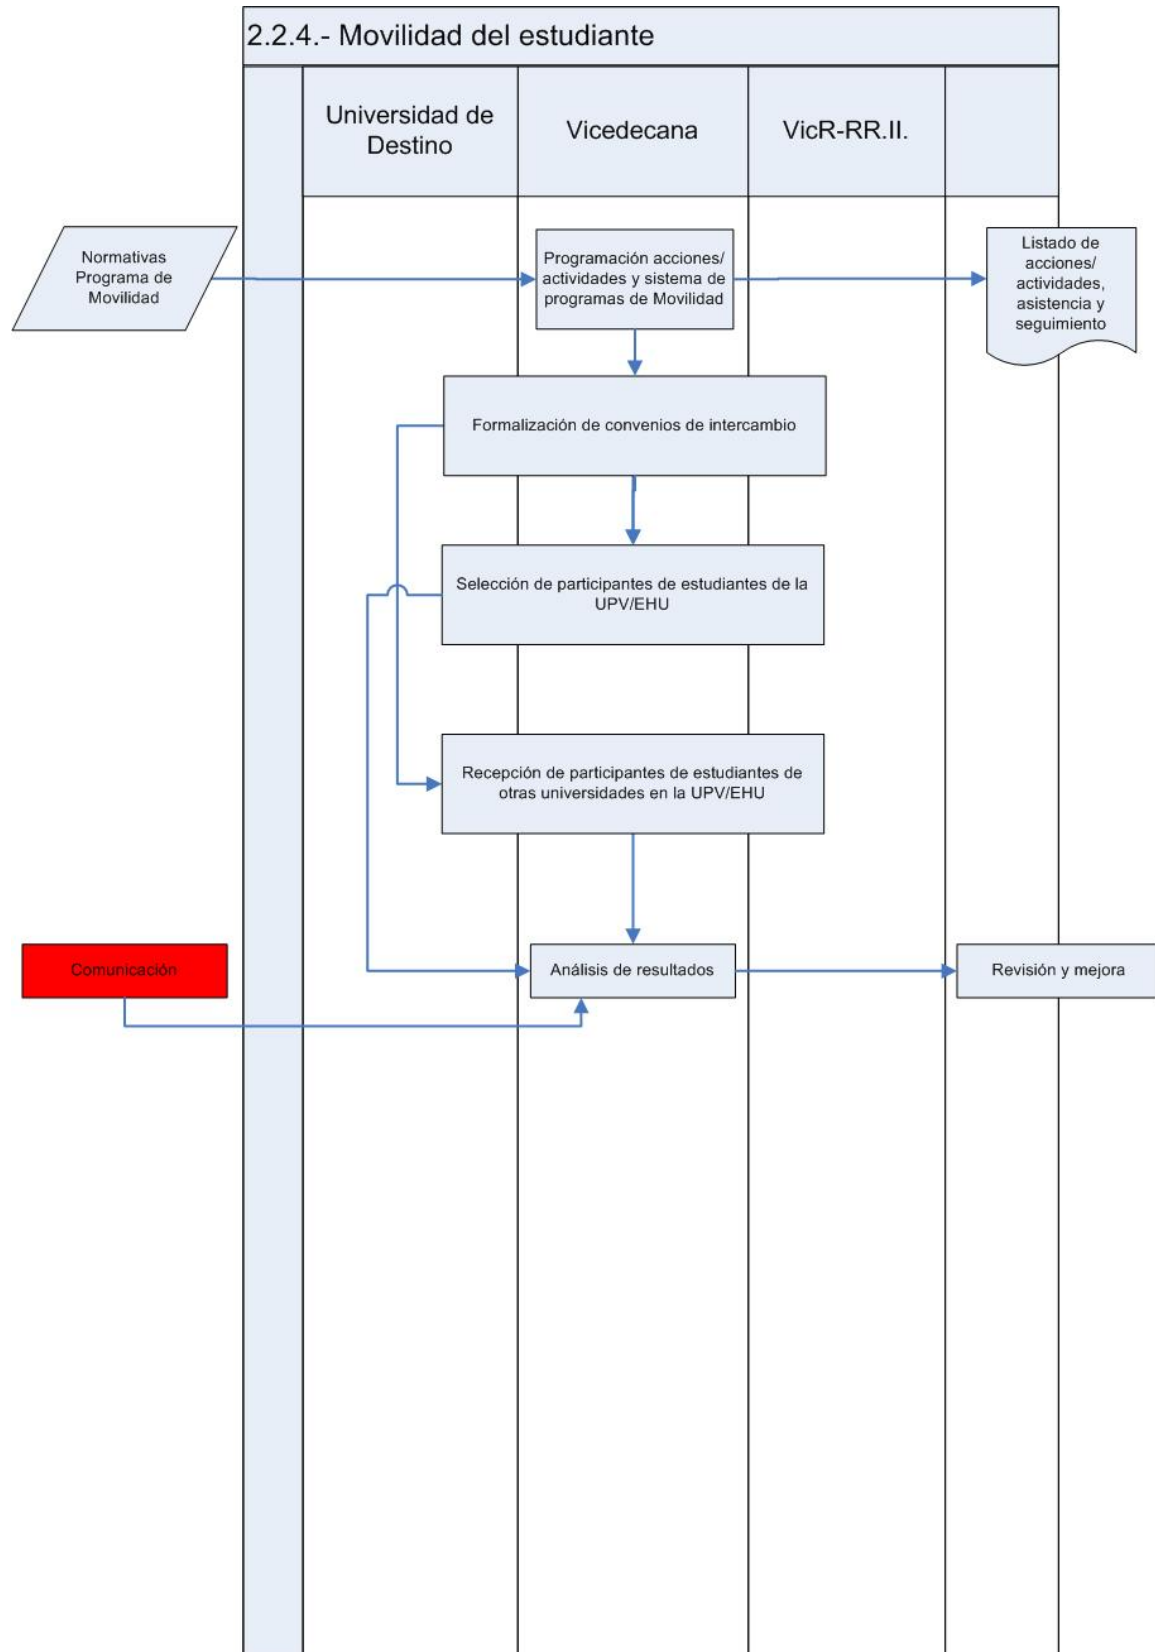 2.2.4.- Movilidad del estudiante
Universidad de
Destino
Vicedecana
VicR-RR.II.
Normativas
Programa de
Movilidad
Programación acciones/
actividades y sistema de
programas de Movilidad
Listado de
acciones/
actividades,
asistencia y
seguimiento
Formalización de convenios de intercambio
Selección de participantes de estudiantes de la
UPV/EHU
Recepción de participantes de estudiantes de
otras universidades en la UPV/EHU
Comunicación
Análisis de resultados
Revisión y mejora